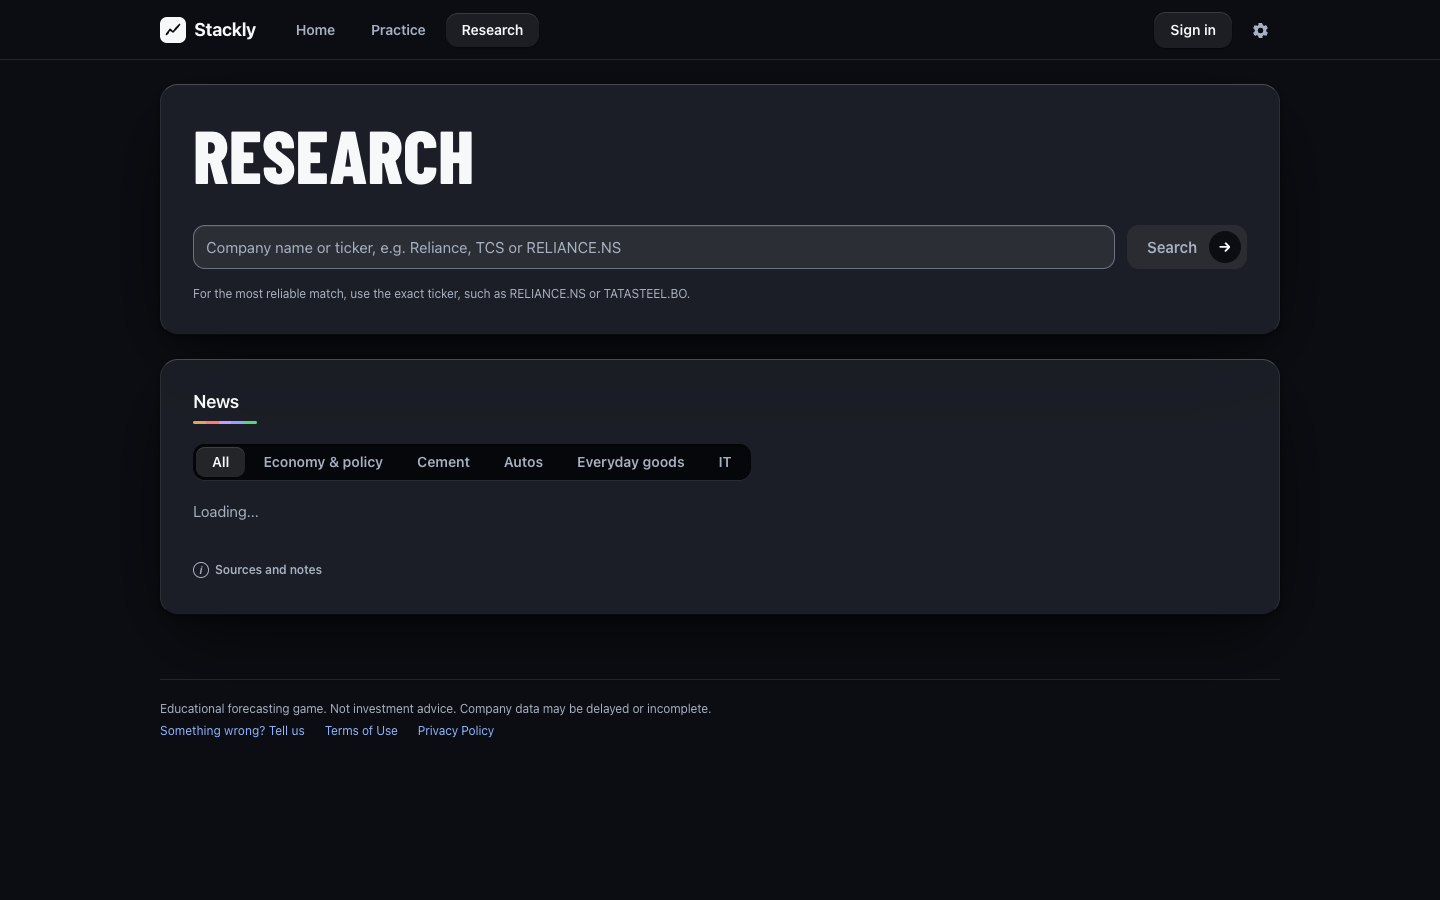 Stackly
Home
Practice
Research
Sign in
RESEARCH
Company name or ticker, e.g. Reliance, TCS or RELIANCE.NS
Search
For the most reliable match, use the exact ticker, such as RELIANCE.NS or TATASTEEL.BO.
News
All
Economy & policy
Cement
Autos
Everyday goods
IT
Loading...
i Sources and notes
Educational forecasting game. Not investment advice. Company data may be delayed or incomplete.
Something wrong? Tell us
Terms of Use
Privacy Policy